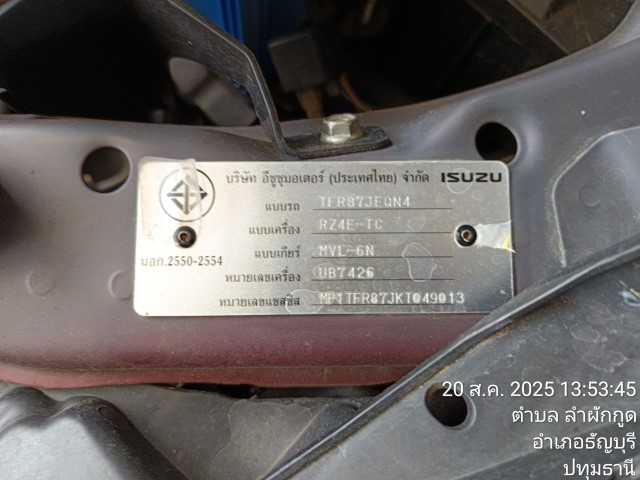 บริษัท อีซูซุมอเตอร์ (ประเทศไทย) จำกัด ISUZU
แบบรถ TFR87JEQN4
แบบเครื่อง RZ4E-TC
แบบเกียร์ MVL-6N
มอก.2550-2554
หมายเลขเครื่อง UB7426
หมายเลขแชสซิส MP1TFR87JKT049013
20 ส.ค. 2025 13:53:45
ตำบล ลำผักกูด
อำเภอธัญบุรี
ปทุมธานี